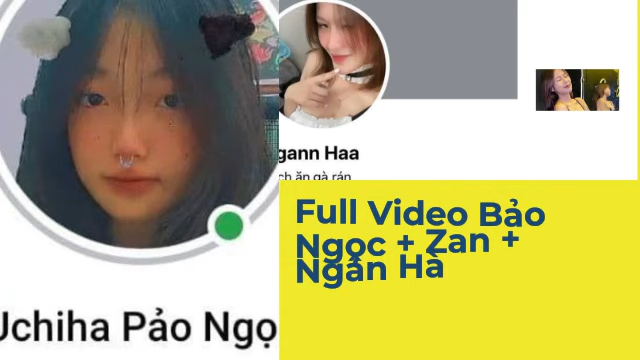 Uchiha Pảo Ngọ
gann Haa
ch ăn gà rán
Full Video Bảo
Ngọc + Zan +
Ngân Hà